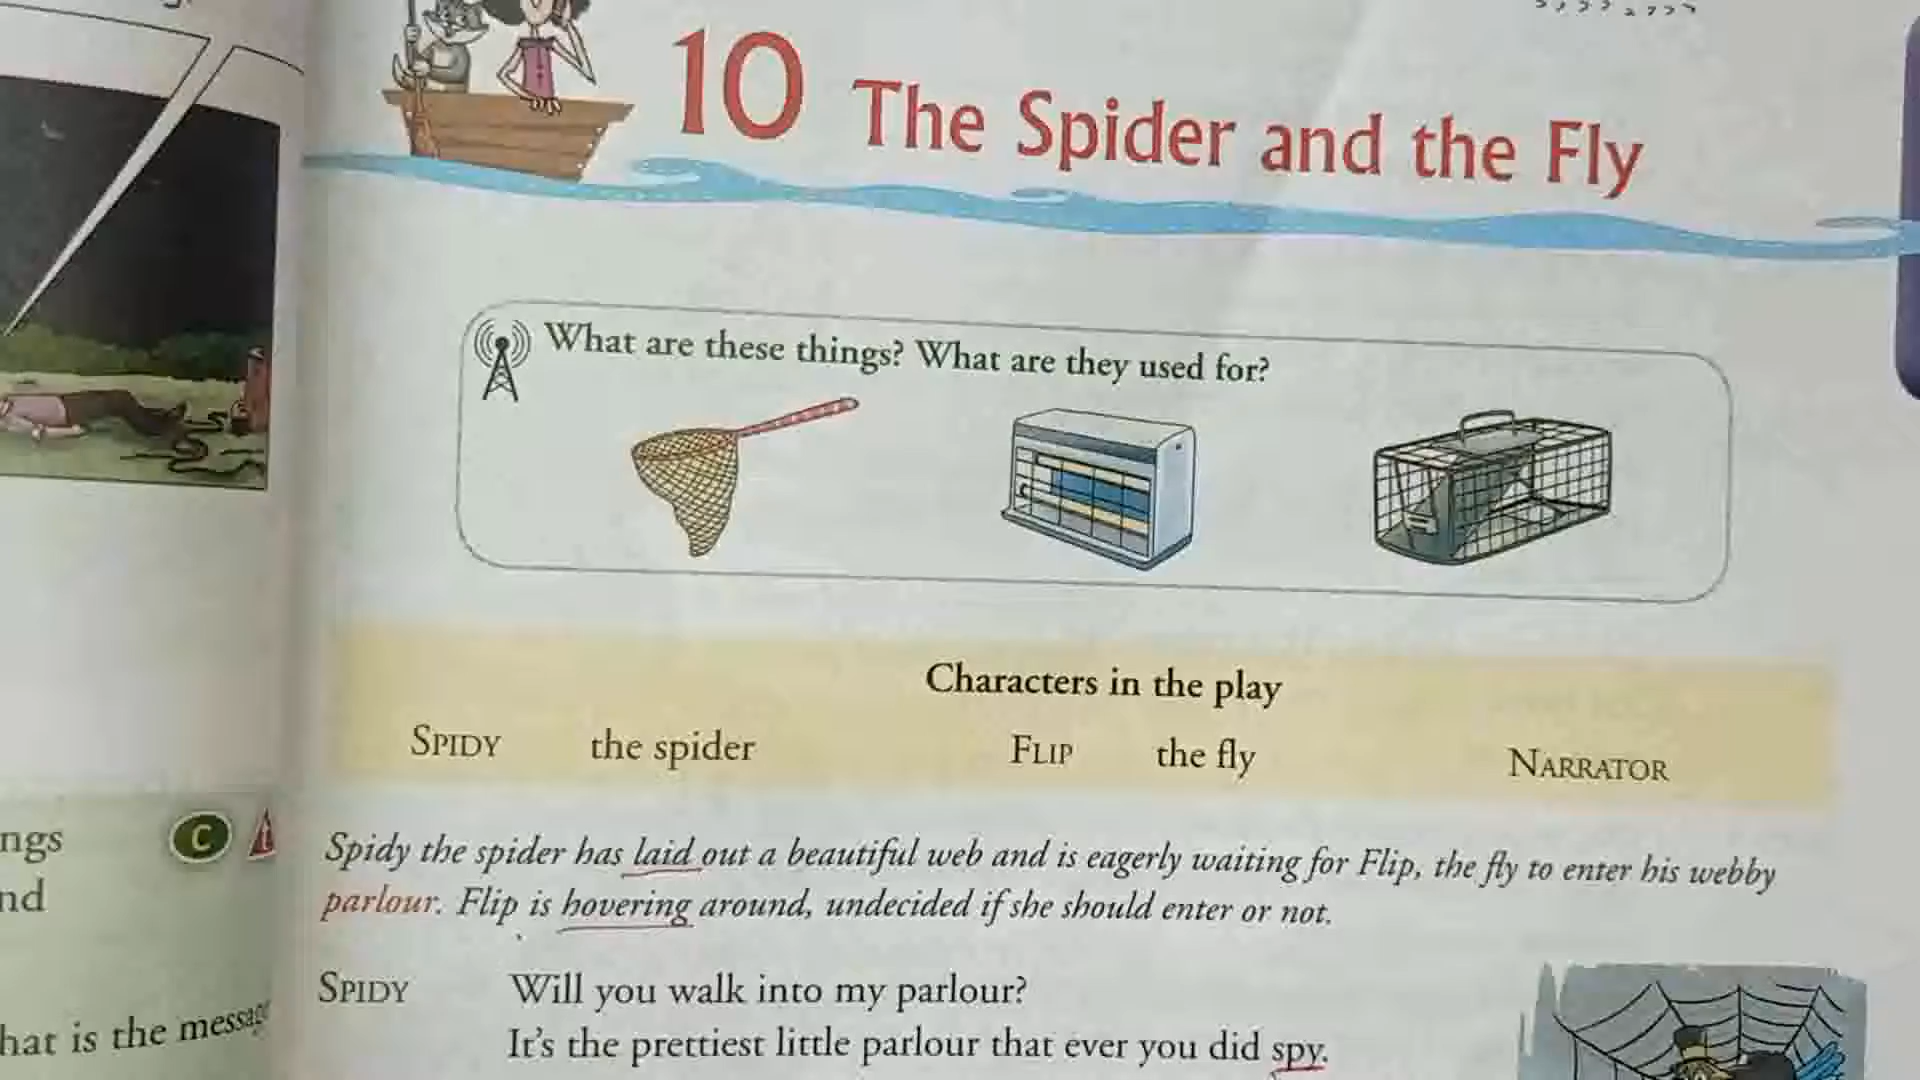 10 The Spider and the Fly
What are these things? What are they used for?
Characters in the play
SPIDY the spider FLIP the fly NARRATOR
Spidy the spider has laid out a beautiful web and is eagerly waiting for Flip, the fly to enter his webby
parlour. Flip is hovering around, undecided if she should enter or not.
SPIDY Will you walk into my parlour?
It's the prettiest little parlour that ever you did spy.
C
is the